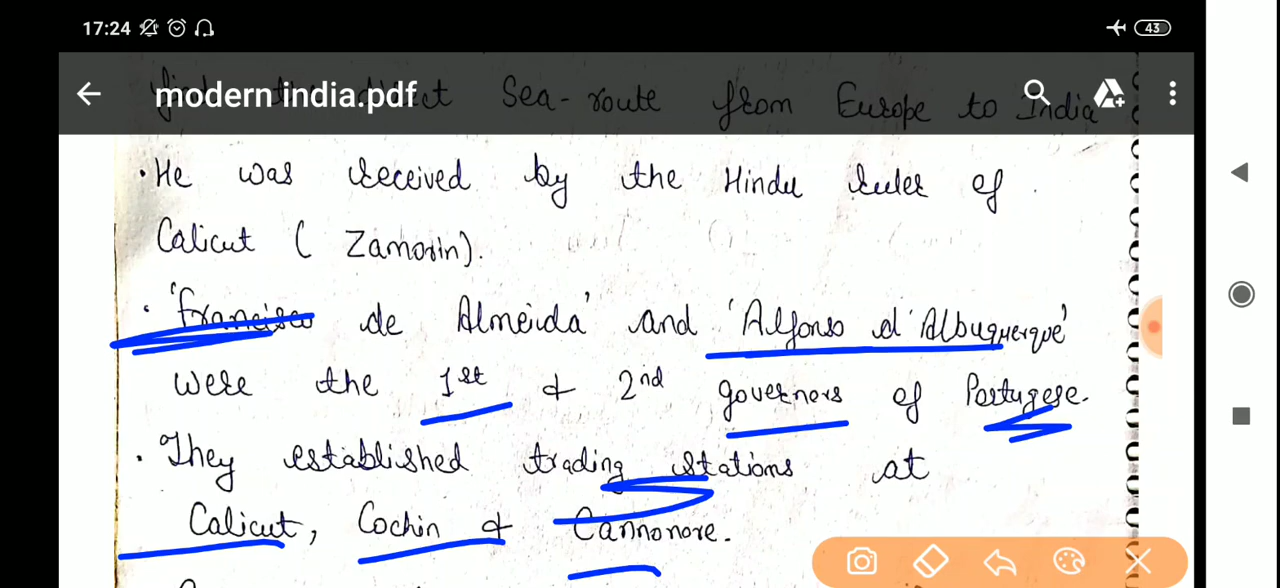 17:24
43
modern india.pdf
Sea-route from Europe to India
• He was received by the Hindu ruler of
Calicut ( Zamorin).
• 'Francisco de Almeida' and 'Alfonso d'Albuquerque'
were the 1st & 2nd governers of Portugese.
• They established trading stations at
Calicut, Cochin & Cannonore.